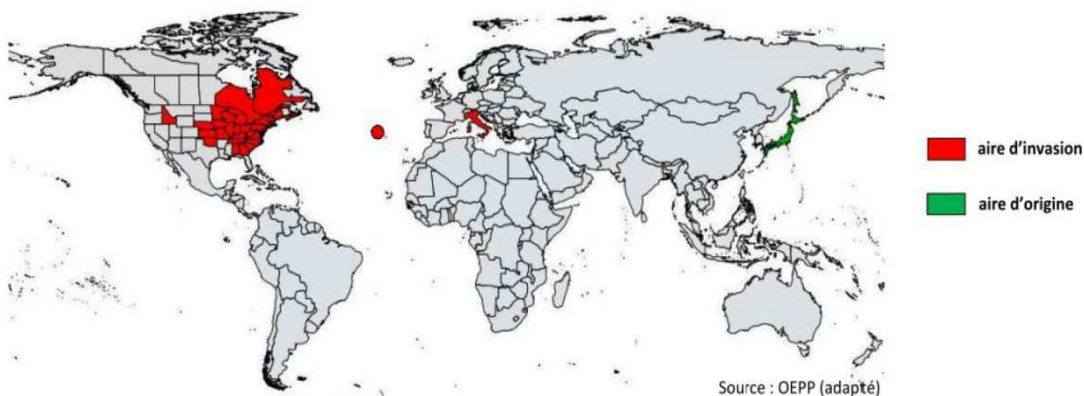 aire d’invasion
aire d’origine
Source : OEPP (adapté)